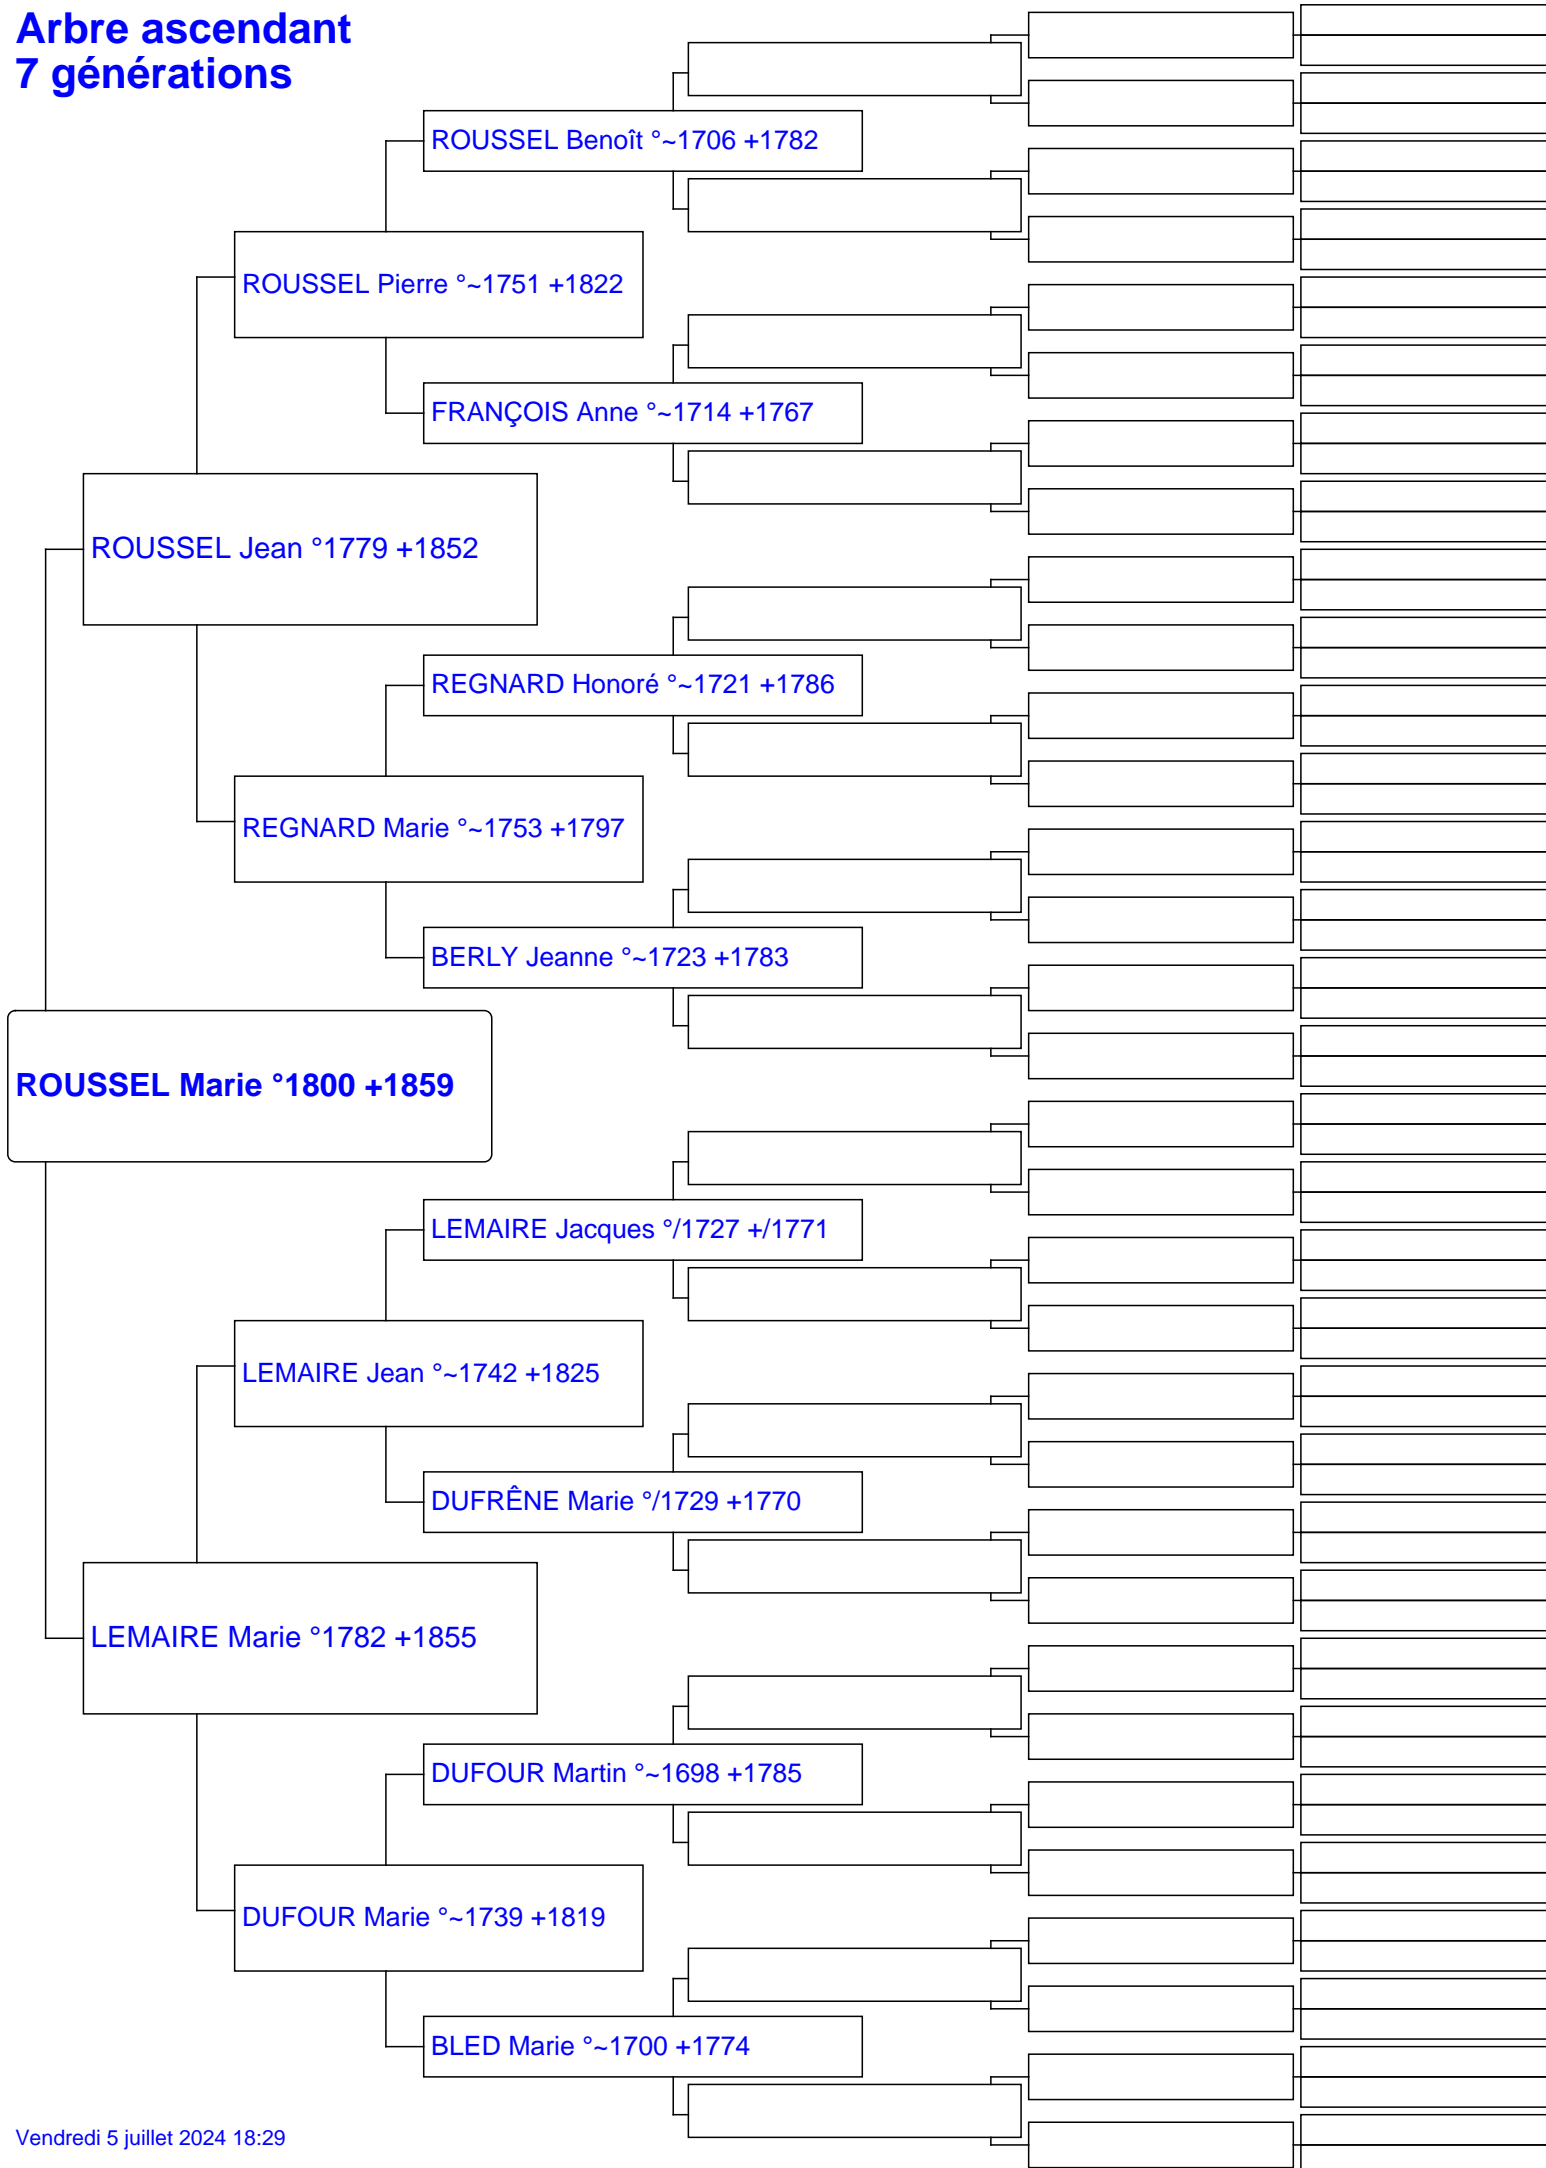 Arbre ascendant
7 générations
ROUSSEL Benoît °~1706 +1782
ROUSSEL Pierre °~1751 +1822
FRANÇOIS Anne °~1714 +1767
ROUSSEL Jean °1779 +1852
REGNARD Honoré °~1721 +1786
REGNARD Marie °~1753 +1797
BERLY Jeanne °~1723 +1783
ROUSSEL Marie °1800 +1859
LEMAIRE Jacques °/1727 +/1771
LEMAIRE Jean °~1742 +1825
DUFRÊNE Marie °/1729 +1770
LEMAIRE Marie °1782 +1855
DUFOUR Martin °~1698 +1785
DUFOUR Marie °~1739 +1819
BLED Marie °~1700 +1774
Vendredi 5 juillet 2024 18:29